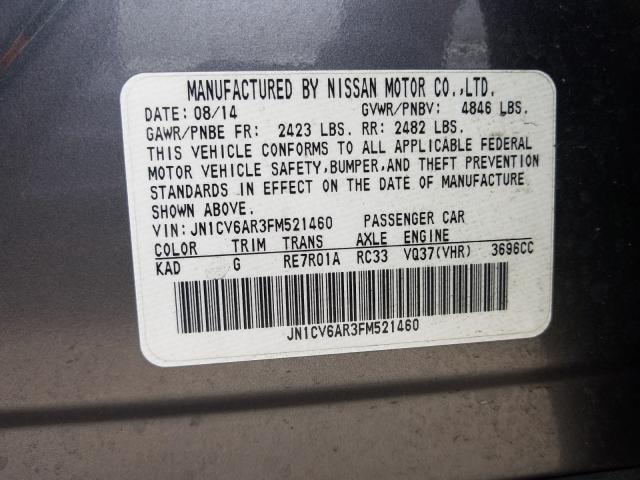 MANUFACTURED BY NISSAN MOTOR CO.,LTD.
DATE: 08/14 GVWR/PNBV: 4846 LBS.
GAWR/PNBE FR: 2423 LBS. RR: 2482 LBS.
THIS VEHICLE CONFORMS TO ALL APPLICABLE FEDERAL
MOTOR VEHICLE SAFETY, BUMPER, AND THEFT PREVENTION
STANDARDS IN EFFECT ON THE DATE OF MANUFACTURE
SHOWN ABOVE.
VIN: JN1CV6AR3FM521460 PASSENGER CAR
COLOR TRIM TRANS AXLE ENGINE
KAD G RE7R01A RC33 VQ37(VHR) 3696CC
JN1CV6AR3FM521460